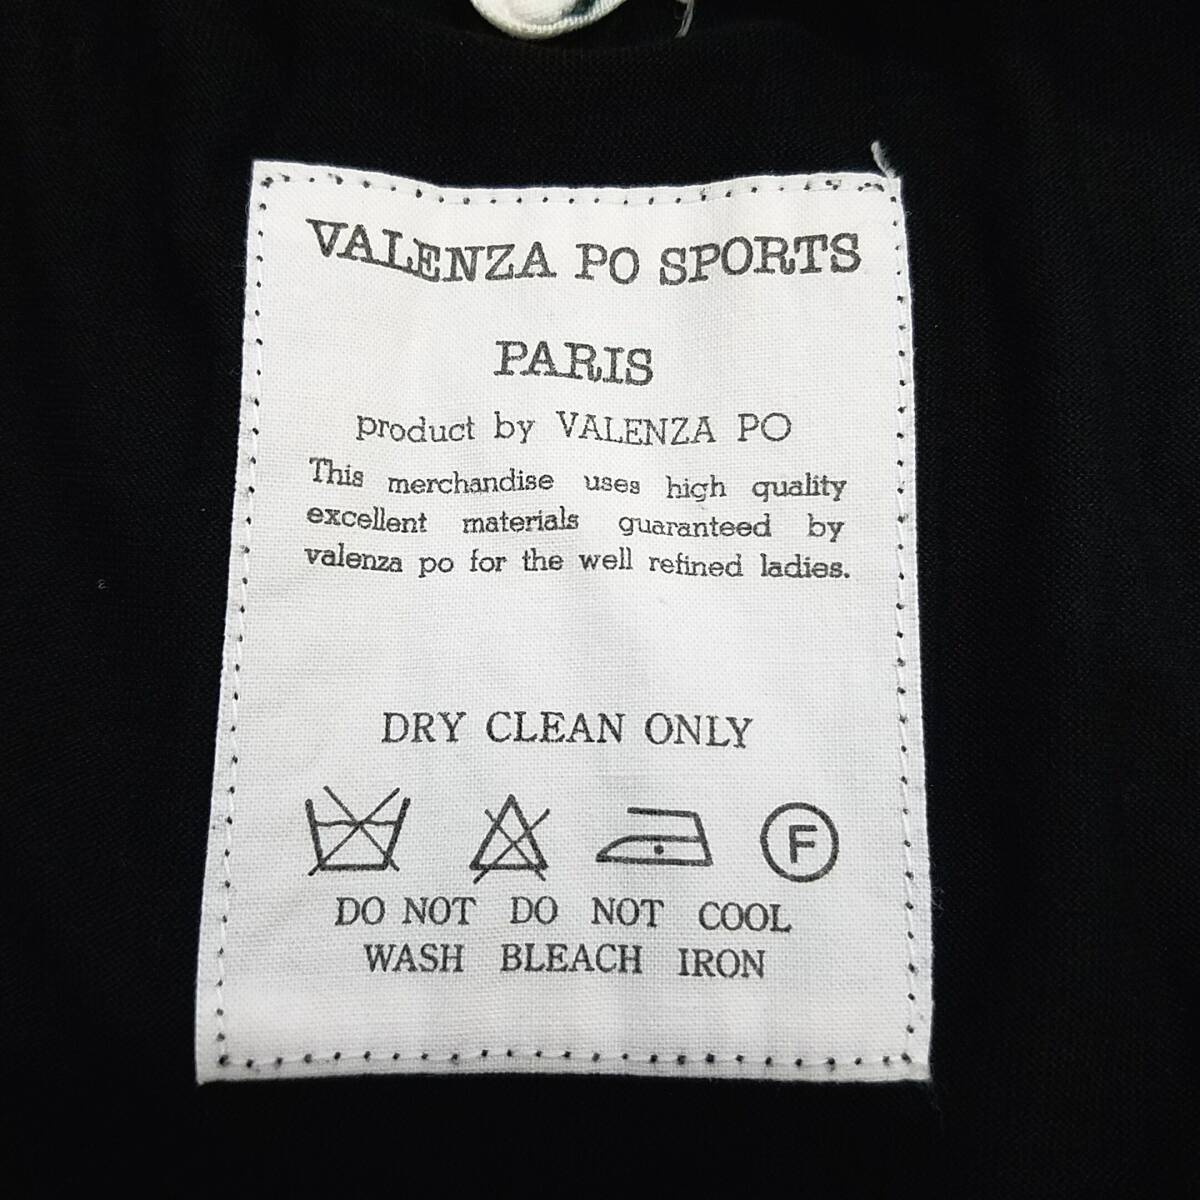 VALENZA PO SPORTS
PARIS
product by VALENZA PO
This merchandise uses high quality
excellent materials guaranteed by
valenza po for the well refined ladies.
DRY CLEAN ONLY
F
DO NOT DO NOT COOL
WASH BLEACH IRON